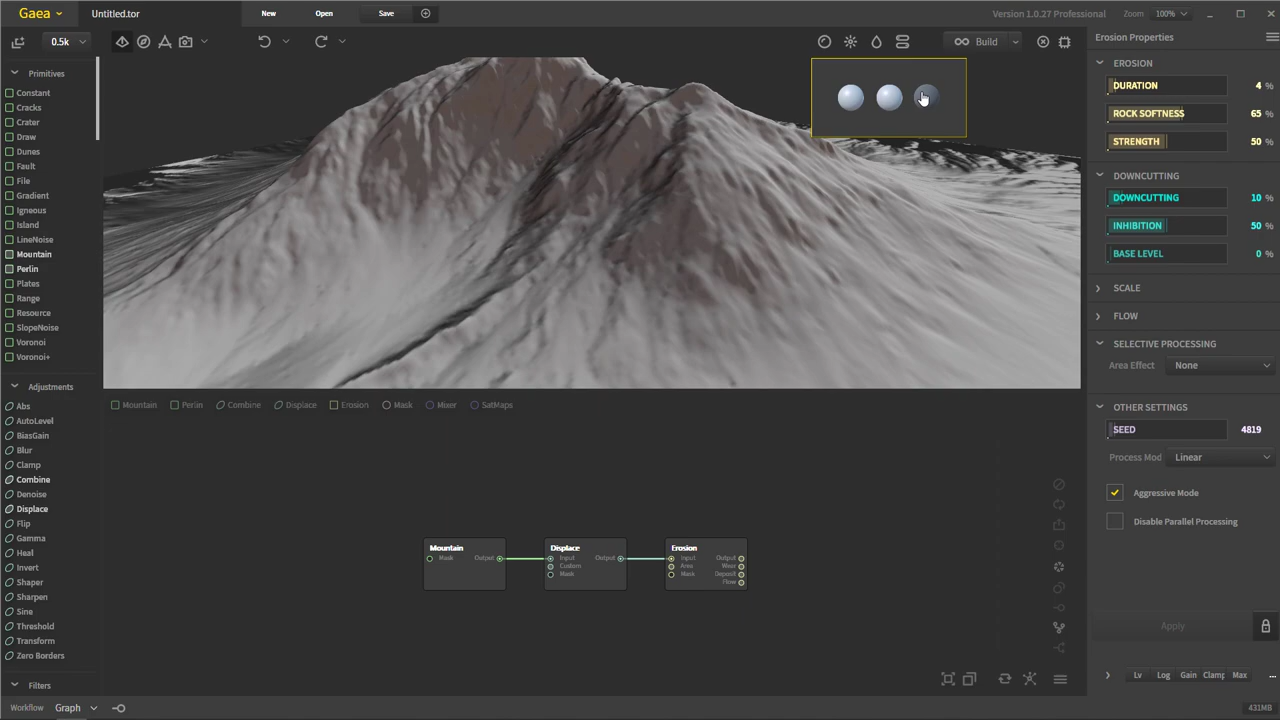 Gaea
Untitled.tor
New
Open
Save
Version 1.0.27 Professional
Zoom
100%
0.5k
Build
Erosion Properties
Primitives
Constant
Cracks
Crater
Draw
Dunes
Fault
File
Gradient
Igneous
Island
LineNoise
Mountain
Perlin
Plates
Range
Resource
SlopeNoise
Voronoi
Voronoi+
Adjustments
Abs
AutoLevel
BiasGain
Blur
Clamp
Combine
Denoise
Displace
Flip
Gamma
Heal
Invert
Shaper
Sharpen
Sine
Threshold
Transform
Zero Borders
Filters
Mountain
Perlin
Combine
Displace
Erosion
Mask
Mixer
SatMaps
Mountain
Mask
Output
Displace
Input
Output
Custom
Mask
Erosion
Input
Output
Area
Wear
Mask
Deposit
Flow
EROSION
DURATION 4 %
ROCK SOFTNESS 65 %
STRENGTH 50 %
DOWNCUTTING
DOWNCUTTING 10 %
INHIBITION 50 %
BASE LEVEL 0 %
SCALE
FLOW
SELECTIVE PROCESSING
Area Effect None
OTHER SETTINGS
SEED 4819
Process Mod Linear
Aggressive Mode
Disable Parallel Processing
Apply
Lv Log Gain Clamp Max ...
Workflow Graph
431MB